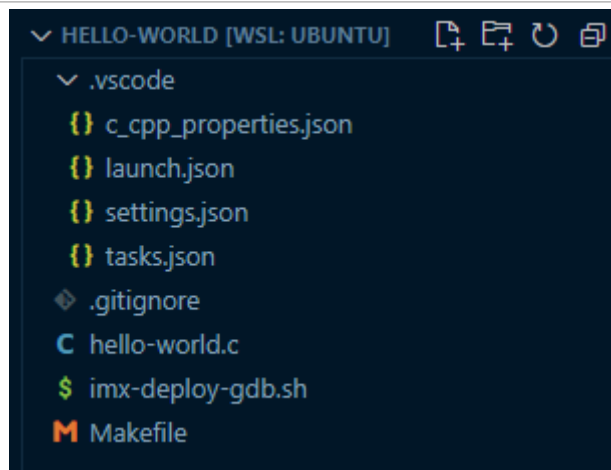 HELLO-WORLD [WSL: UBUNTU]
.vscode
{} c_cpp_properties.json
{} launch.json
{} settings.json
{} tasks.json
.gitignore
C hello-world.c
$ imx-deploy-gdb.sh
M Makefile